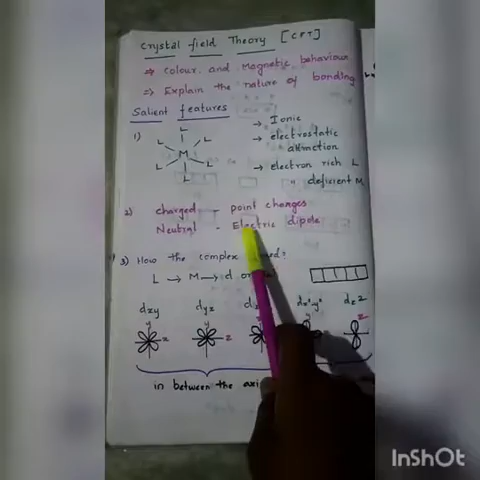 Crystal field Theory [CFT]
⇒ Colour and Magnetic behaviour
⇒ Explain the nature of bonding
Salient features
1)
L
L L
M
L L
L
→ Ionic
→ electrostatic
attraction
→ electron rich L
" deficient M
2) charged - point charges
Neutral - Electric dipole
3) How the complex
L → M → d
dxy dyx dx²-y² dz²
y y y z
x z
in between the
InShOt